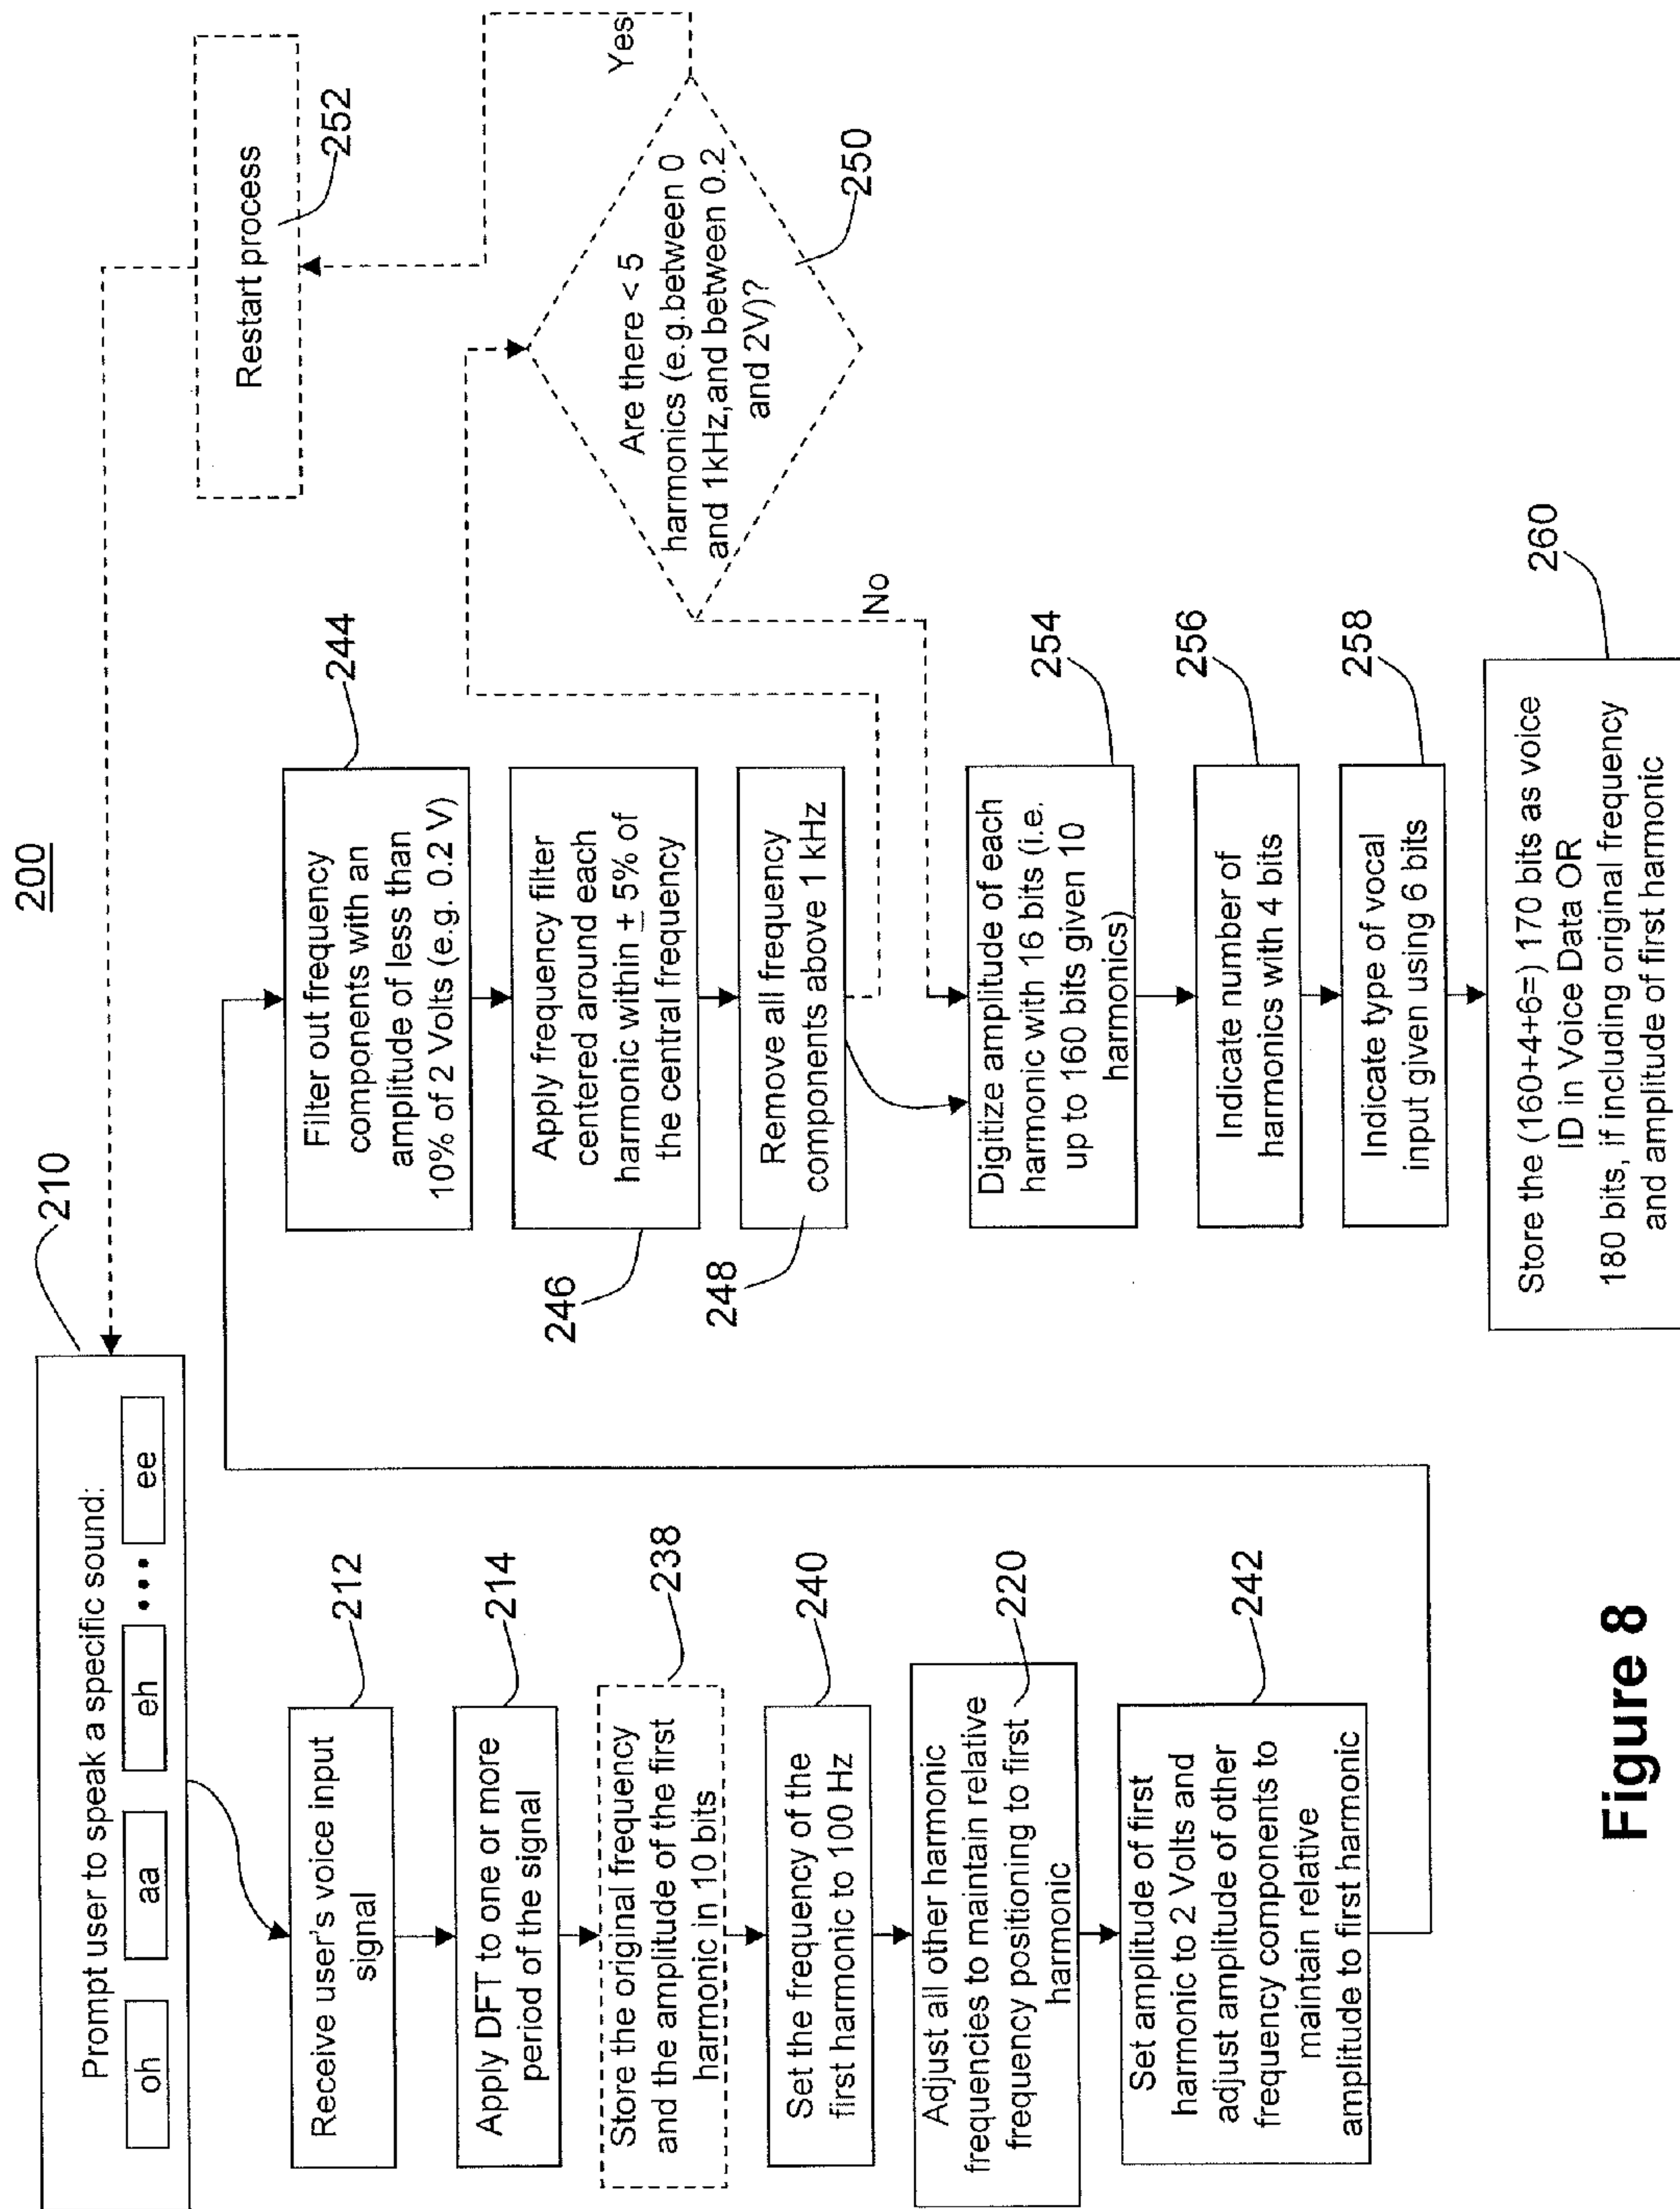 200
210
Prompt user to speak a specific sound:
oh
aa
eh
•••
ee
Receive user's voice input
signal
212
Apply DFT to one or more
period of the signal
214
Store the original frequency
and the amplitude of the first
harmonic in 10 bits
238
Set the frequency of the
first harmonic to 100 Hz
240
Adjust all other harmonic
frequencies to maintain relative
frequency positioning to first
harmonic
220
Set amplitude of first
harmonic to 2 Volts and
adjust amplitude of other
frequency components to
maintain relative
amplitude to first harmonic
242
Filter out frequency
components with an
amplitude of less than
10% of 2 Volts (e.g. 0.2 V)
244
Apply frequency filter
centered around each
harmonic within ± 5% of
the central frequency
246
Remove all frequency
components above 1 kHz
248
Are there < 5
harmonics (e.g.between 0
and 1kHz,and between 0.2
and 2V)?
250
Yes
No
Restart process
252
Digitize amplitude of each
harmonic with 16 bits (i.e.
up to 160 bits given 10
harmonics)
254
Indicate number of
harmonics with 4 bits
256
Indicate type of vocal
input given using 6 bits
258
Store the (160+4+6=) 170 bits as voice
ID in Voice Data OR
180 bits, if including original frequency
and amplitude of first harmonic
260
Figure 8